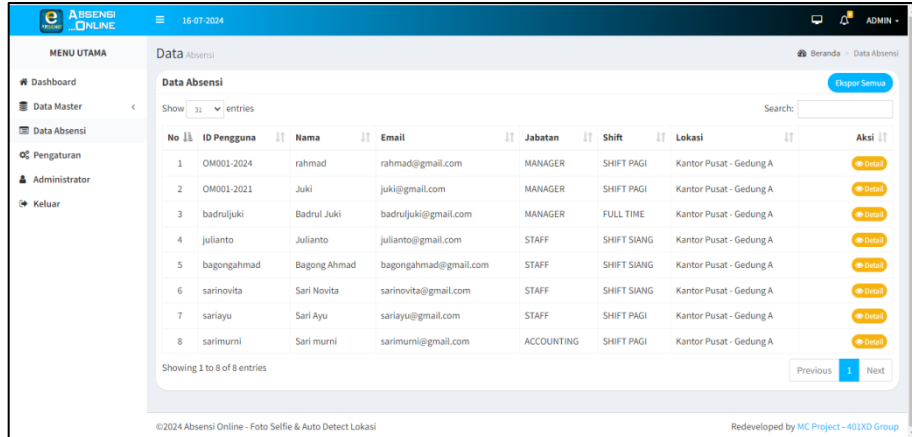 ABSENSI
...ONLINE
16-07-2024
ADMIN
MENU UTAMA
Data Absensi
Beranda > Data Absensi
Dashboard
Data Master
Data Absensi
Pengaturan
Administrator
Keluar
Data Absensi
Ekspor Semua
Show 31 entries
Search:
No ID Pengguna Nama Email Jabatan Shift Lokasi Aksi
1 OM001-2024 rahmad rahmad@gmail.com MANAGER SHIFT PAGI Kantor Pusat - Gedung A Detail
2 OM001-2021 Juki juki@gmail.com MANAGER SHIFT PAGI Kantor Pusat - Gedung A Detail
3 badruljuki Badrul Juki badruljuki@gmail.com MANAGER FULL TIME Kantor Pusat - Gedung A Detail
4 julianto Julianto julianto@gmail.com STAFF SHIFT SIANG Kantor Pusat - Gedung A Detail
5 bagongahmad Bagong Ahmad bagongahmad@gmail.com STAFF SHIFT SIANG Kantor Pusat - Gedung A Detail
6 sarinovita Sari Novita sarinovita@gmail.com STAFF SHIFT SIANG Kantor Pusat - Gedung A Detail
7 sariayu Sari Ayu sariayu@gmail.com STAFF SHIFT PAGI Kantor Pusat - Gedung A Detail
8 sarimurni Sari murni sarimurni@gmail.com ACCOUNTING SHIFT PAGI Kantor Pusat - Gedung A Detail
Showing 1 to 8 of 8 entries
Previous 1 Next
©2024 Absensi Online - Foto Selfie & Auto Detect Lokasi
Redeveloped by MC Project - 401XD Group